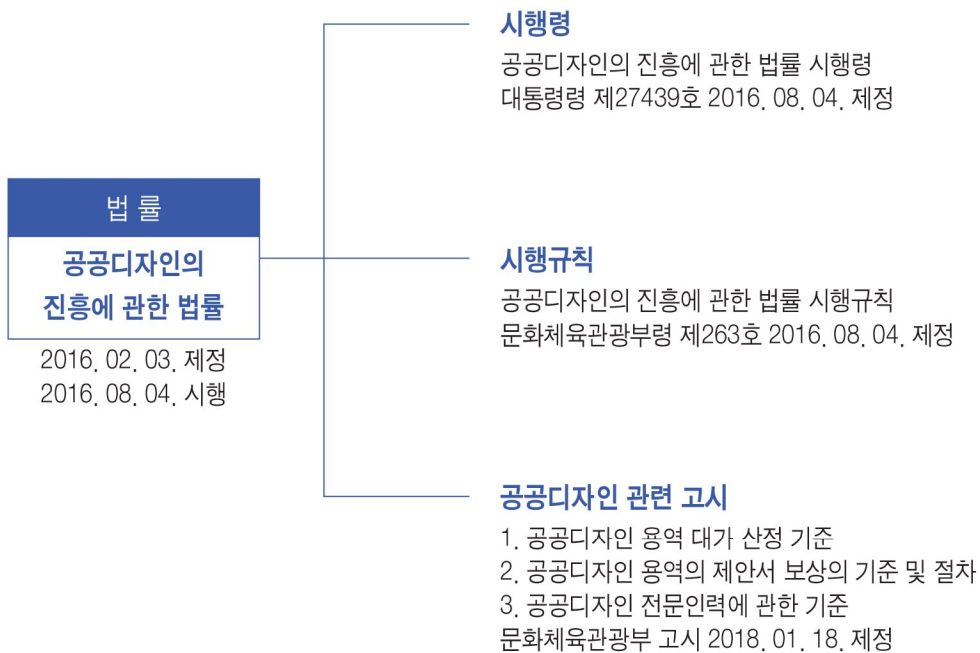 법 률
공공디자인의
진흥에 관한 법률
2016. 02. 03. 제정
2016. 08. 04. 시행
시행령
공공디자인의 진흥에 관한 법률 시행령
대통령령 제27439호 2016. 08. 04. 제정
시행규칙
공공디자인의 진흥에 관한 법률 시행규칙
문화체육관광부령 제263호 2016. 08. 04. 제정
공공디자인 관련 고시
1. 공공디자인 용역 대가 산정 기준
2. 공공디자인 용역의 제안서 보상의 기준 및 절차
3. 공공디자인 전문인력에 관한 기준
문화체육관광부 고시 2018. 01. 18. 제정